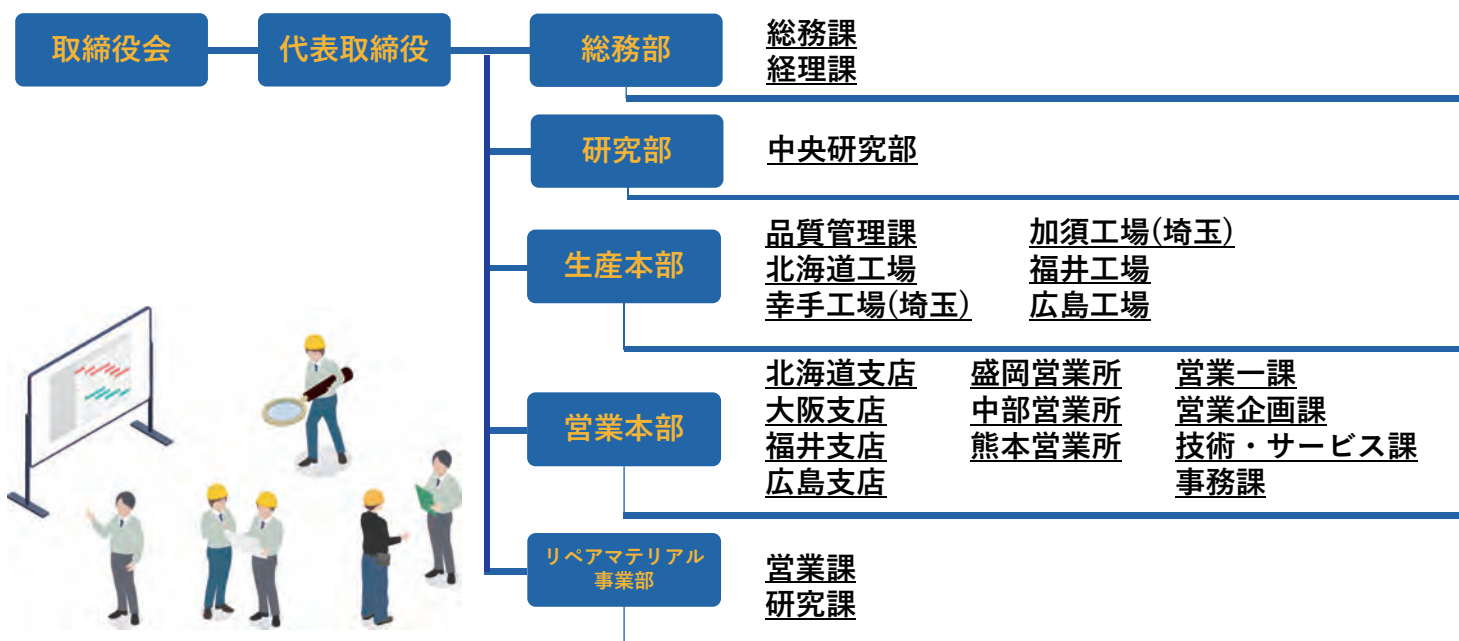 取締役会
代表取締役
総務部
総務課
経理課
研究部
中央研究部
生産本部
品質管理課 加須工場(埼玉)
北海道工場 福井工場
幸手工場(埼玉) 広島工場
営業本部
北海道支店 盛岡営業所 営業一課
大阪支店 中部営業所 営業企画課
福井支店 熊本営業所 技術・サービス課
広島支店 事務課
リペアマテリアル
事業部
営業課
研究課